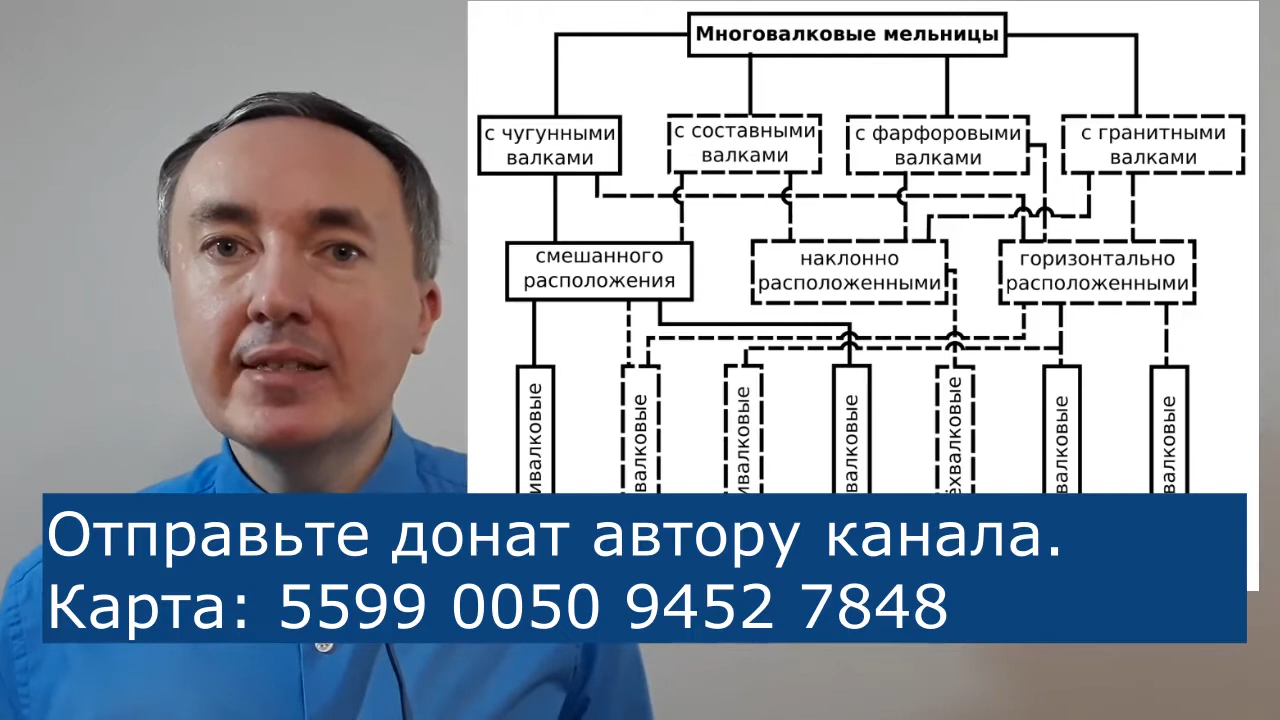 Многовалковые мельницы
с чугунными
валками
с составными
валками
с фарфоровыми
валками
с гранитными
валками
смешанного
расположения
наклонно
расположенными
горизонтально
расположенными
Отправьте донат автору канала.
Карта: 5599 0050 9452 7848